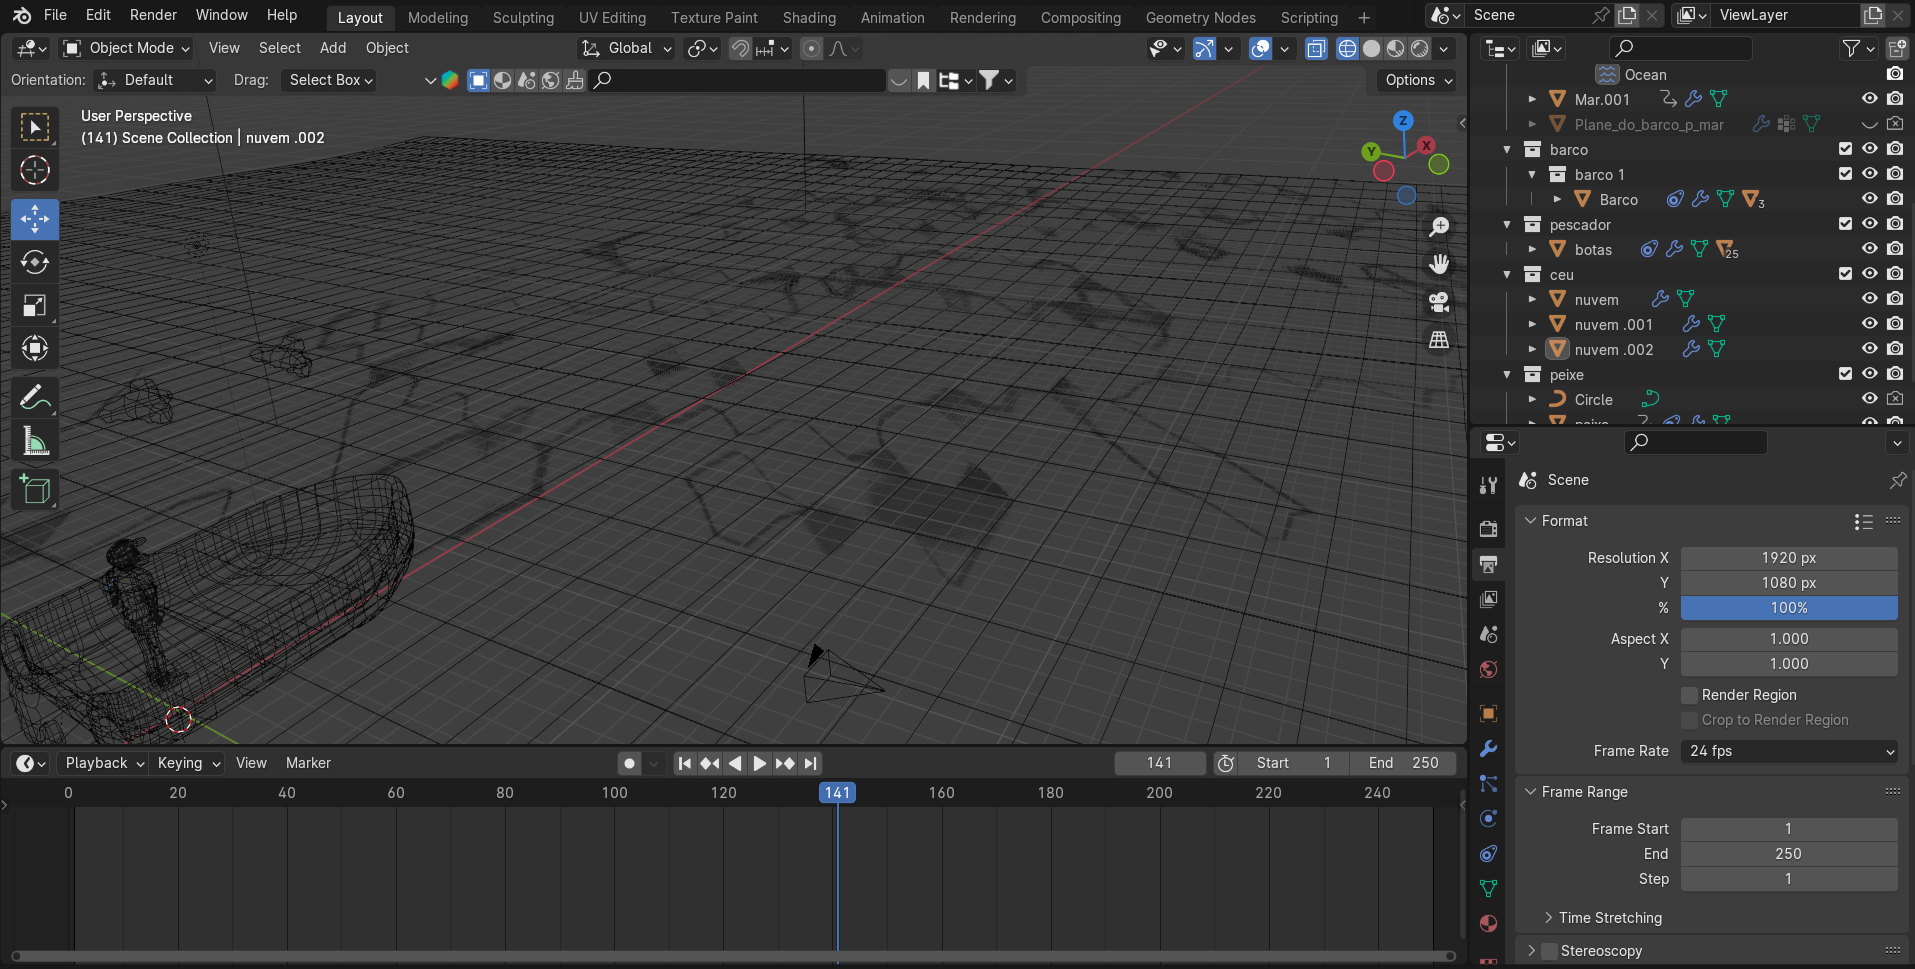 File Edit Render Window Help Layout Modeling Sculpting UV Editing Texture Paint Shading Animation Rendering Compositing Geometry Nodes Scripting + Scene ViewLayer
Object Mode View Select Add Object Global
Orientation: Default Drag: Select Box Options
User Perspective
(141) Scene Collection | nuvem .002
Z
Y
X
Ocean
Mar.001
Plane_do_barco_p_mar
barco
barco 1
Barco 3
pescador
botas 25
ceu
nuvem
nuvem .001
nuvem .002
peixe
Circle
Scene
Format
Resolution X 1920 px
Y 1080 px
% 100%
Aspect X 1.000
Y 1.000
Render Region
Crop to Render Region
Frame Rate 24 fps
Frame Range
Frame Start 1
End 250
Step 1
Time Stretching
Stereoscopy
Playback Keying View Marker 141 Start 1 End 250
0 20 40 60 80 100 120 141 160 180 200 220 240